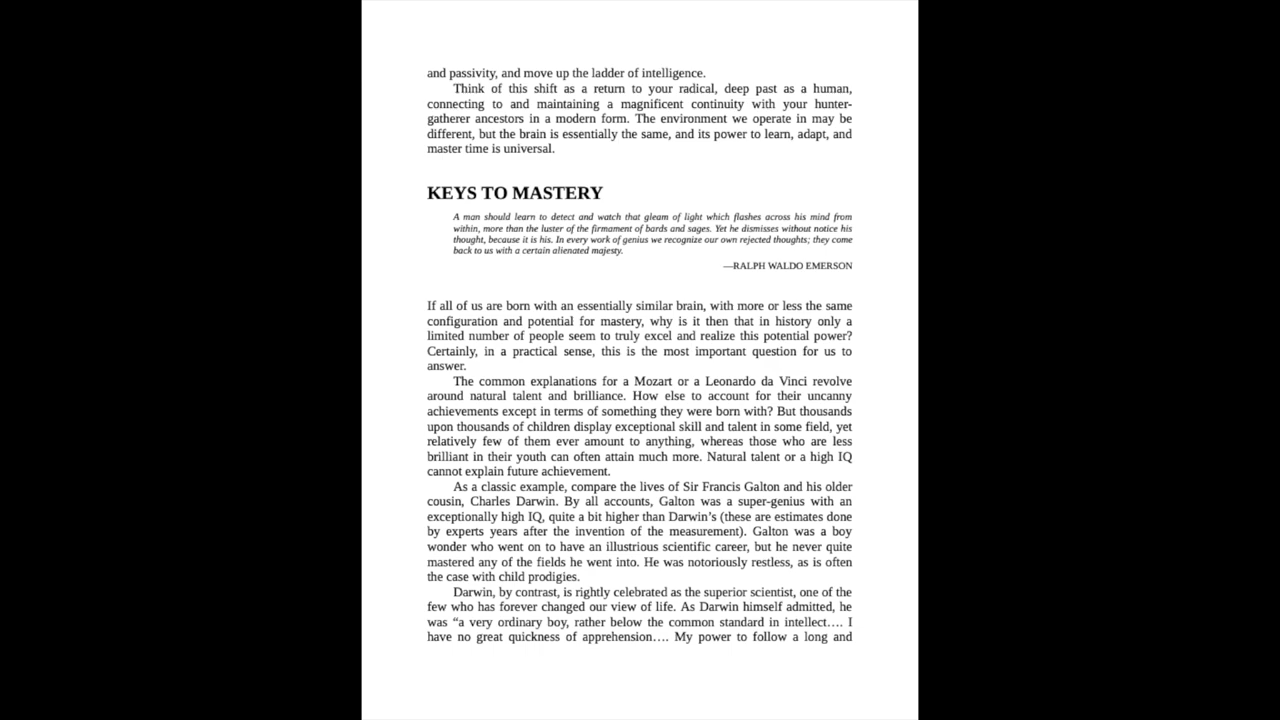 and passivity, and move up the ladder of intelligence.
Think of this shift as a return to your radical, deep past as a human,
connecting to and maintaining a magnificent continuity with your hunter-
gatherer ancestors in a modern form. The environment we operate in may be
different, but the brain is essentially the same, and its power to learn, adapt, and
master time is universal.
KEYS TO MASTERY
A man should learn to detect and watch that gleam of light which flashes across his mind from
within, more than the luster of the firmament of bards and sages. Yet he dismisses without notice his
thought, because it is his. In every work of genius we recognize our own rejected thoughts; they come
back to us with a certain alienated majesty.
—RALPH WALDO EMERSON
If all of us are born with an essentially similar brain, with more or less the same
configuration and potential for mastery, why is it then that in history only a
limited number of people seem to truly excel and realize this potential power?
Certainly, in a practical sense, this is the most important question for us to
answer.
The common explanations for a Mozart or a Leonardo da Vinci revolve
around natural talent and brilliance. How else to account for their uncanny
achievements except in terms of something they were born with? But thousands
upon thousands of children display exceptional skill and talent in some field, yet
relatively few of them ever amount to anything, whereas those who are less
brilliant in their youth can often attain much more. Natural talent or a high IQ
cannot explain future achievement.
As a classic example, compare the lives of Sir Francis Galton and his older
cousin, Charles Darwin. By all accounts, Galton was a super-genius with an
exceptionally high IQ, quite a bit higher than Darwin’s (these are estimates done
by experts years after the invention of the measurement). Galton was a boy
wonder who went on to have an illustrious scientific career, but he never quite
mastered any of the fields he went into. He was notoriously restless, as is often
the case with child prodigies.
Darwin, by contrast, is rightly celebrated as the superior scientist, one of the
few who has forever changed our view of life. As Darwin himself admitted, he
was “a very ordinary boy, rather below the common standard in intellect…. I
have no great quickness of apprehension…. My power to follow a long and